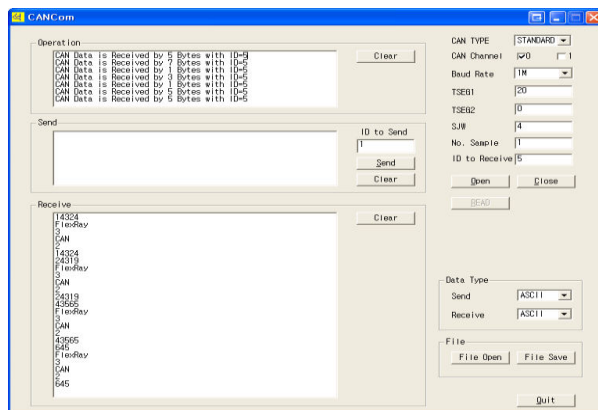 CANCom
Operation
CAN Data is Received by 5 Bytes with ID=5
CAN Data is Received by 7 Bytes with ID=5
CAN Data is Received by 1 Bytes with ID=5
CAN Data is Received by 3 Bytes with ID=5
CAN Data is Received by 1 Bytes with ID=5
CAN Data is Received by 5 Bytes with ID=5
CAN Data is Received by 5 Bytes with ID=5
Clear
Send
ID to Send
1
Send
Clear
Receive
14324
FlexRay
3
CAN
2
14324
24319
FlexRay
3
CAN
2
24319
43565
FlexRay
3
CAN
2
43565
645
FlexRay
3
CAN
2
645
Clear
CAN TYPE STANDARD
CAN Channel 0 1
Baud Rate 1M
TSEG1 20
TSEG2 0
SJW 4
No. Sample 1
ID to Receive 5
Open Close
READ
Data Type
Send ASCII
Receive ASCII
File
File Open File Save
Quit